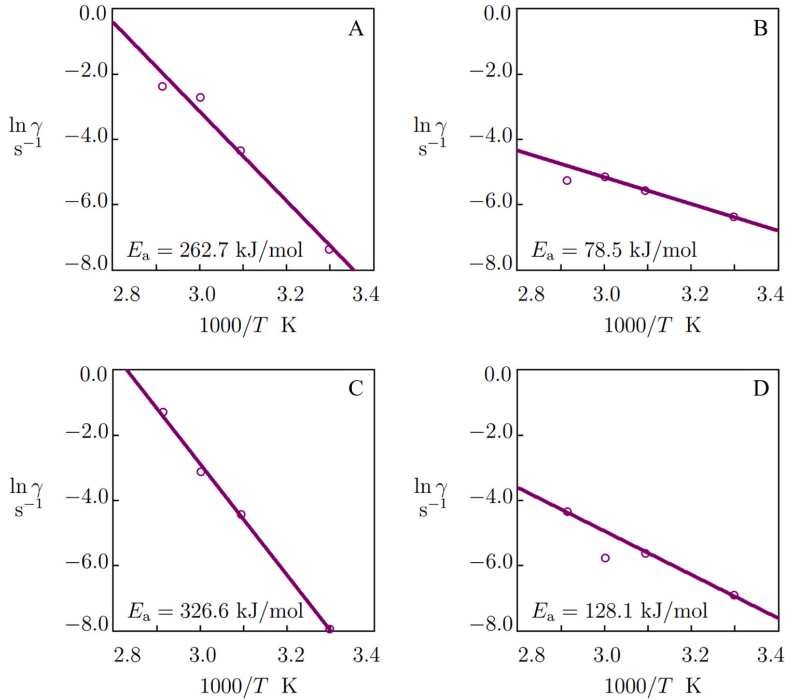 A
0.0
−2.0
−4.0
−6.0
−8.0
ln γ
s⁻¹
Eₐ = 262.7 kJ/mol
2.8 3.0 3.2 3.4
1000/T K
B
0.0
−2.0
−4.0
−6.0
−8.0
ln γ
s⁻¹
Eₐ = 78.5 kJ/mol
2.8 3.0 3.2 3.4
1000/T K
C
0.0
−2.0
−4.0
−6.0
−8.0
ln γ
s⁻¹
Eₐ = 326.6 kJ/mol
2.8 3.0 3.2 3.4
1000/T K
D
0.0
−2.0
−4.0
−6.0
−8.0
ln γ
s⁻¹
Eₐ = 128.1 kJ/mol
2.8 3.0 3.2 3.4
1000/T K